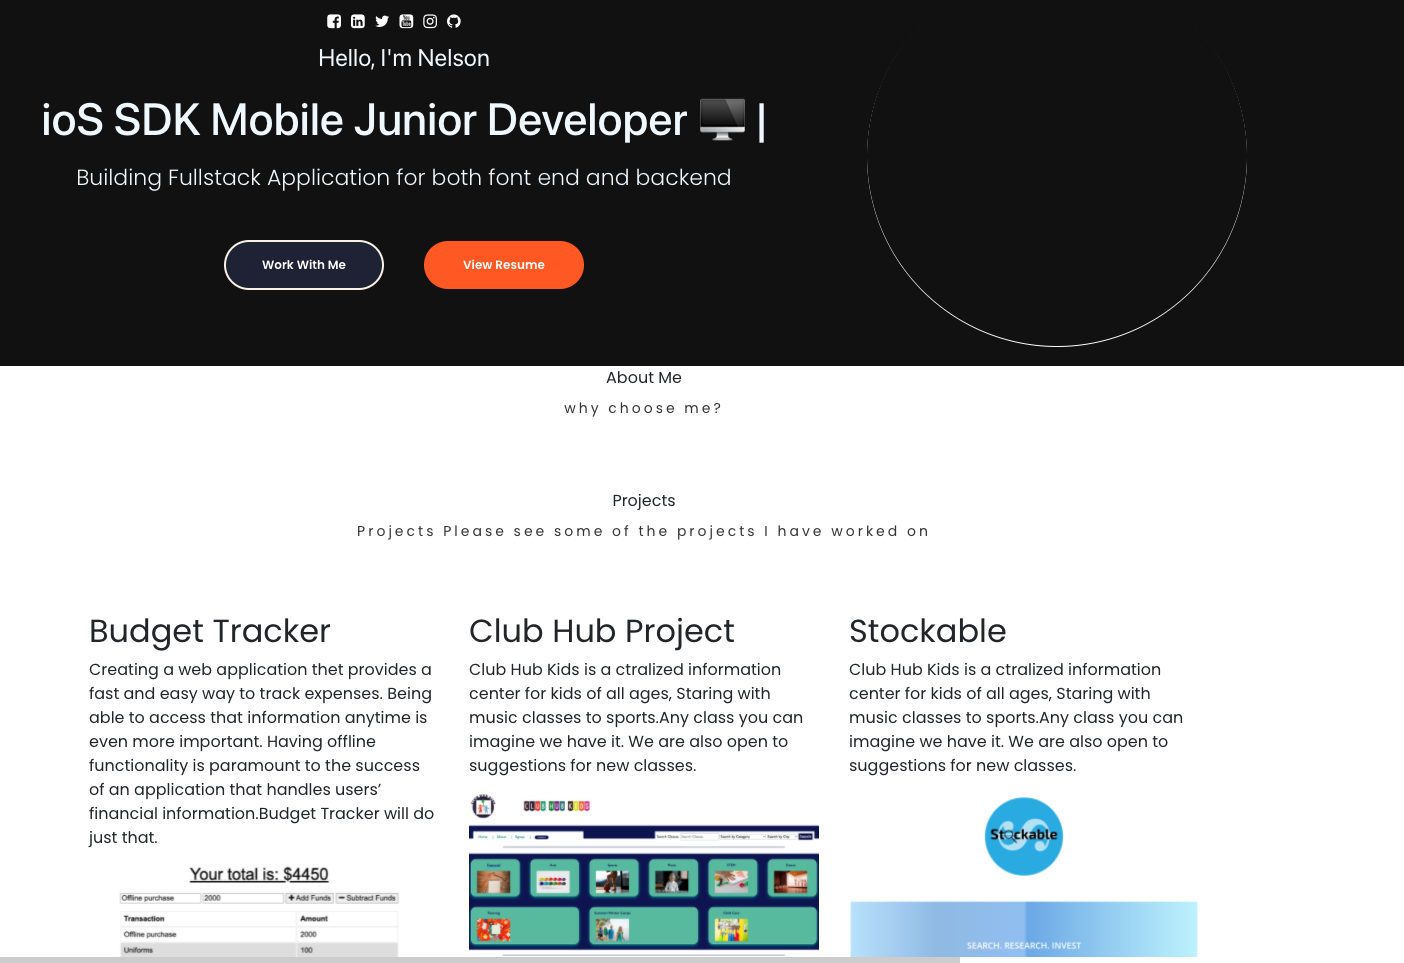 Hello, I'm Nelson
ioS SDK Mobile Junior Developer 🖥️ |
Building Fullstack Application for both font end and backend
Work With Me
View Resume
About Me
why choose me?
Projects
Projects Please see some of the projects I have worked on
Budget Tracker
Creating a web application thet provides a
fast and easy way to track expenses. Being
able to access that information anytime is
even more important. Having offline
functionality is paramount to the success
of an application that handles users’
financial information.Budget Tracker will do
just that.
Your total is: $4450
Offline purchase 2000 + Add Funds − Subtract Funds
Transaction Amount
Offline purchase 2000
Uniforms 100
Club Hub Project
Club Hub Kids is a ctralized information
center for kids of all ages, Staring with
music classes to sports.Any class you can
imagine we have it. We are also open to
suggestions for new classes.
CLUB HUB KIDS
Stockable
Club Hub Kids is a ctralized information
center for kids of all ages, Staring with
music classes to sports.Any class you can
imagine we have it. We are also open to
suggestions for new classes.
Stockable
SEARCH. RESEARCH. INVEST